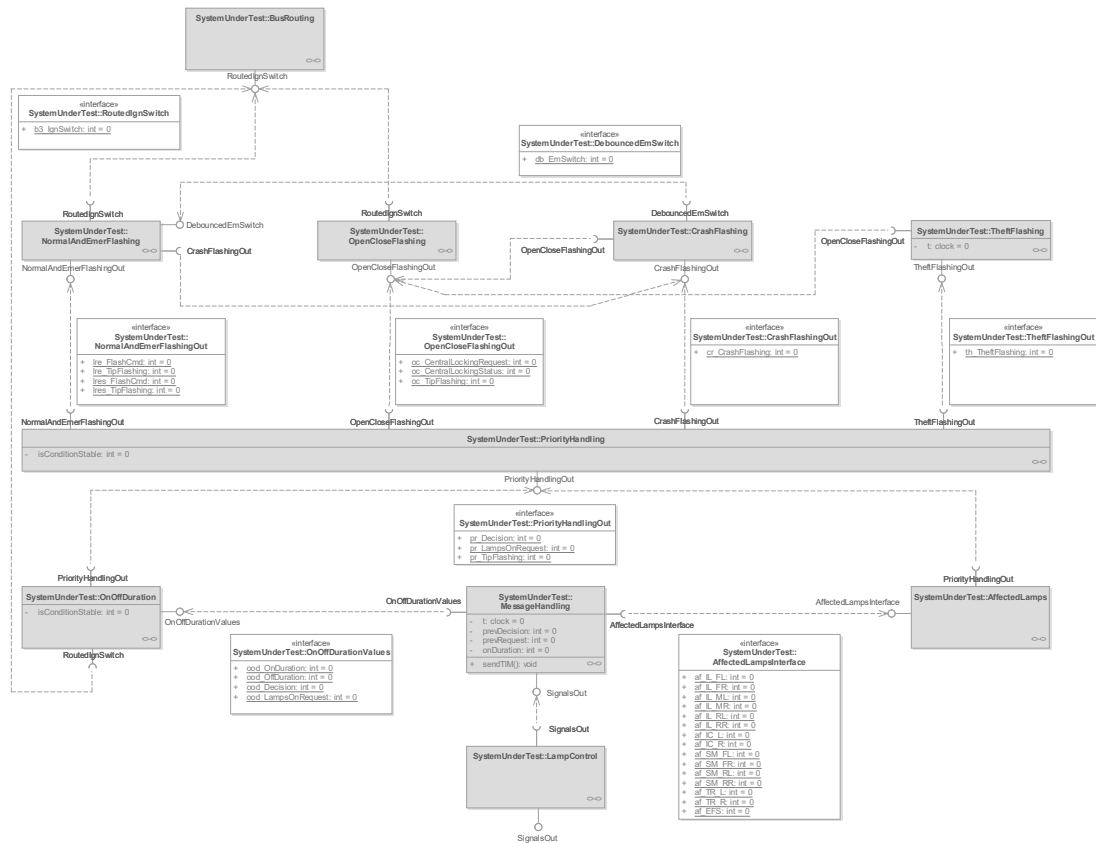 SystemUnderTest::BusRouting
RoutedIgnSwitch
«interface»
SystemUnderTest::RoutedIgnSwitch
+ b3_IgnSwitch: int = 0
«interface»
SystemUnderTest::DebouncedEmSwitch
+ db_EmSwitch: int = 0
RoutedIgnSwitch
RoutedIgnSwitch
DebouncedEmSwitch
SystemUnderTest::
NormalAndEmerFlashing
DebouncedEmSwitch
CrashFlashingOut
NormalAndEmerFlashingOut
SystemUnderTest::
OpenCloseFlashing
OpenCloseFlashingOut
SystemUnderTest::CrashFlashing
OpenCloseFlashingOut
CrashFlashingOut
OpenCloseFlashingOut
SystemUnderTest::TheftFlashing
- t: clock = 0
TheftFlashingOut
«interface»
SystemUnderTest::
NormalAndEmerFlashingOut
+ lre_FlashCmd: int = 0
+ lre_TipFlashing: int = 0
+ lres_FlashCmd: int = 0
+ lres_TipFlashing: int = 0
«interface»
SystemUnderTest::
OpenCloseFlashingOut
+ oc_CentralLockingRequest: int = 0
+ oc_CentralLockingStatus: int = 0
+ oc_TipFlashing: int = 0
«interface»
SystemUnderTest::CrashFlashingOut
+ cr_CrashFlashing: int = 0
«interface»
SystemUnderTest::TheftFlashingOut
+ th_TheftFlashing: int = 0
NormalAndEmerFlashingOut
OpenCloseFlashingOut
CrashFlashingOut
TheftFlashingOut
SystemUnderTest::PriorityHandling
- isConditionStable: int = 0
PriorityHandlingOut
«interface»
SystemUnderTest::PriorityHandlingOut
+ pr_Decision: int = 0
+ pr_LampsOnRequest: int = 0
+ pr_TipFlashing: int = 0
PriorityHandlingOut
PriorityHandlingOut
SystemUnderTest::OnOffDuration
- isConditionStable: int = 0
OnOffDurationValues
RoutedIgnSwitch
OnOffDurationValues
SystemUnderTest::
MessageHandling
- t: clock = 0
- prevDecision: int = 0
- prevRequest: int = 0
- onDuration: int = 0
+ sendTIM(): void
AffectedLampsInterface
AffectedLampsInterface
SystemUnderTest::AffectedLamps
«interface»
SystemUnderTest::OnOffDurationValues
+ ood_OnDuration: int = 0
+ ood_OffDuration: int = 0
+ ood_Decision: int = 0
+ ood_LampsOnRequest: int = 0
«interface»
SystemUnderTest::
AffectedLampsInterface
+ af_IL_FL: int = 0
+ af_IL_FR: int = 0
+ af_IL_ML: int = 0
+ af_IL_MR: int = 0
+ af_IL_RL: int = 0
+ af_IL_RR: int = 0
+ af_IC_L: int = 0
+ af_IC_R: int = 0
+ af_SM_FL: int = 0
+ af_SM_FR: int = 0
+ af_SM_RL: int = 0
+ af_SM_RR: int = 0
+ af_TR_L: int = 0
+ af_TR_R: int = 0
+ af_EFS: int = 0
SignalsOut
SignalsOut
SystemUnderTest::LampControl
SignalsOut